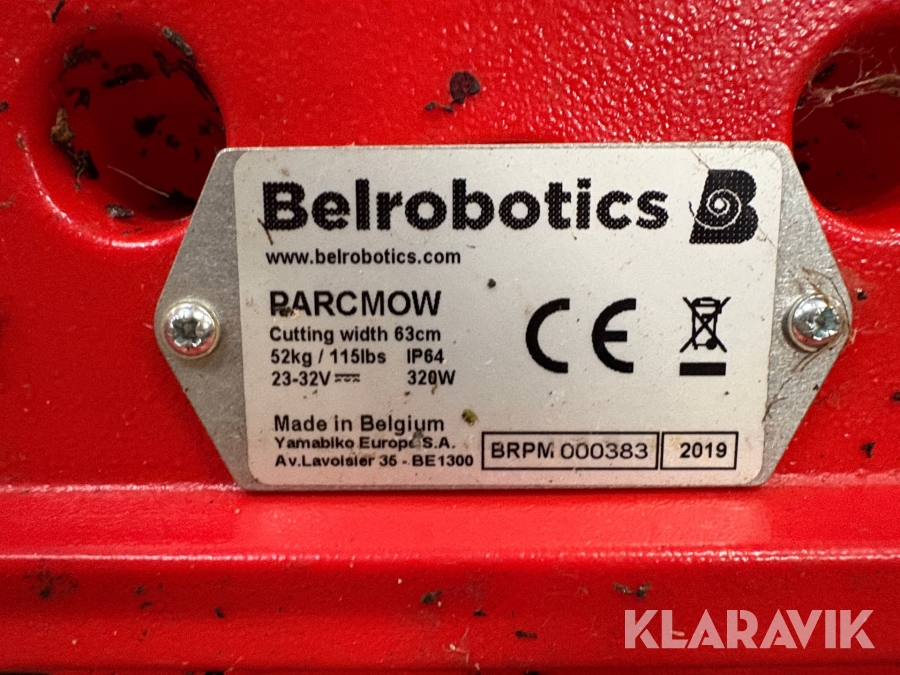 Belrobotics
www.belrobotics.com
PARCMOW
Cutting width 63cm
52kg / 115lbs IP64
23-32V 320W
Made in Belgium
Yamabiko Europe S.A.
Av.Lavoisier 35 - BE1300
BRPM 000383 2019
KLARAVIK